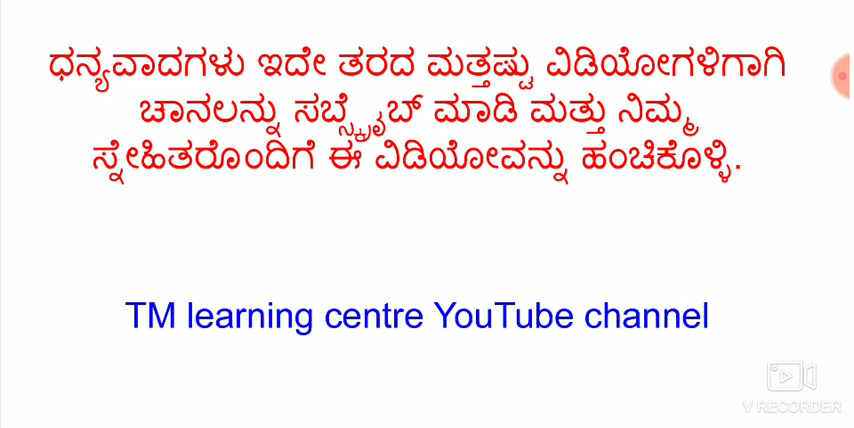 ಧನ್ಯವಾದಗಳು ಇದೇ ತರದ ಮತ್ತಷ್ಟು ವಿಡಿಯೋಗಳಿಗಾಗಿ
ಚಾನಲನ್ನು ಸಬ್ಸ್ಕ್ರೈಬ್ ಮಾಡಿ ಮತ್ತು ನಿಮ್ಮ
ಸ್ನೇಹಿತರೊಂದಿಗೆ ಈ ವಿಡಿಯೋವನ್ನು ಹಂಚಿಕೊಳ್ಳಿ.
TM learning centre YouTube channel
V RECORDER